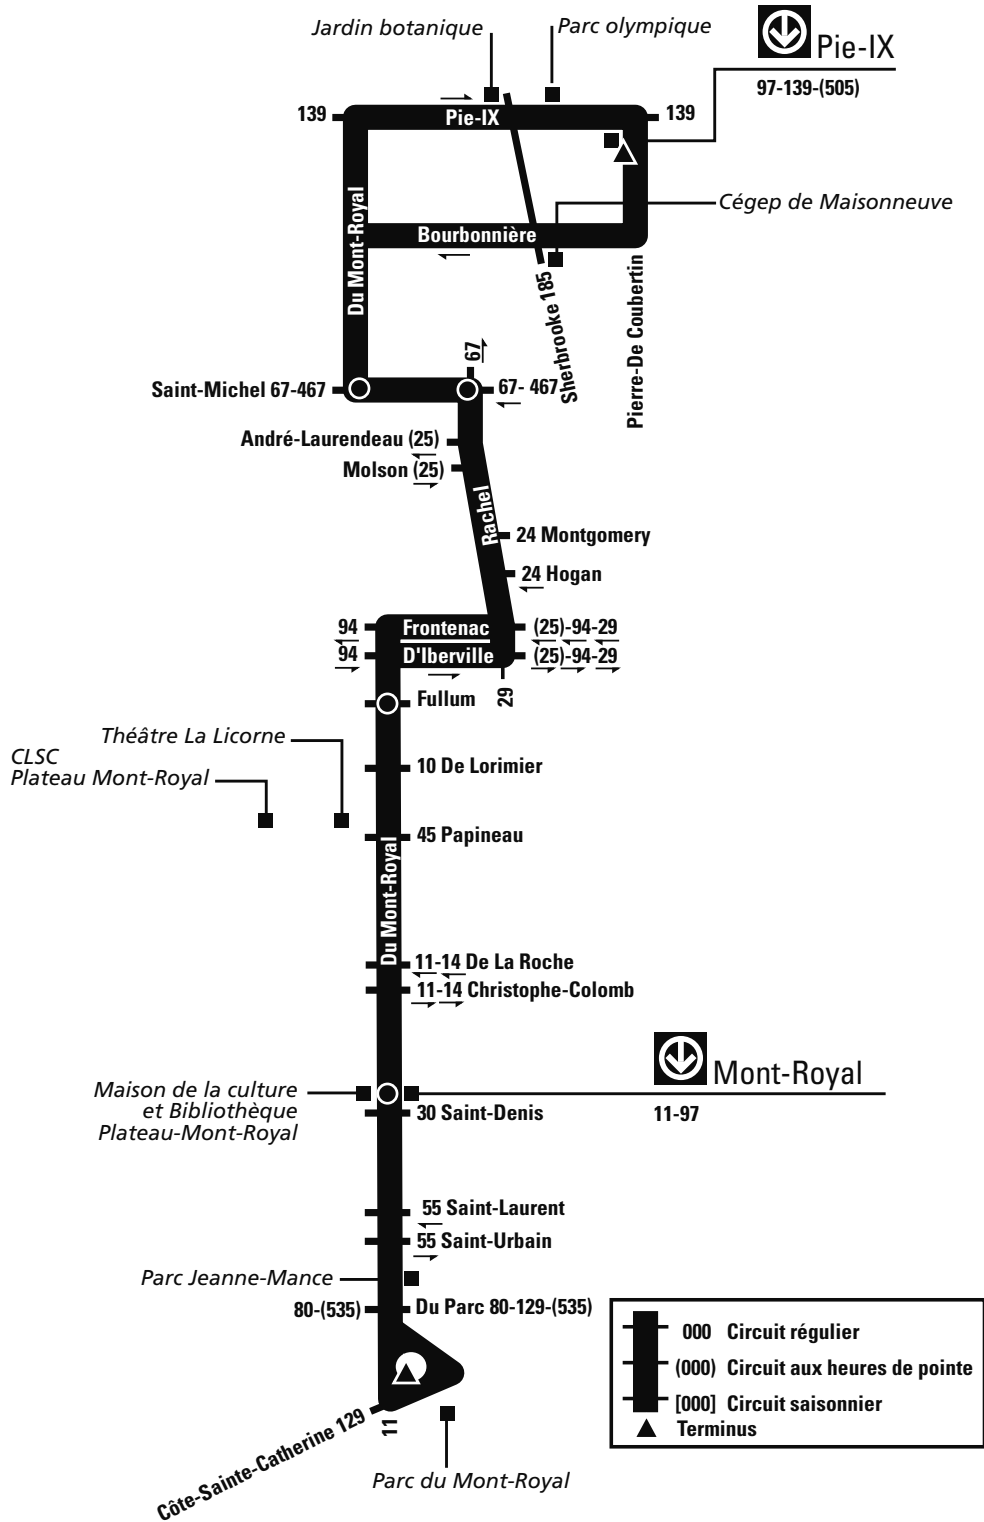 Jardin botanique
Parc olympique
Pie-IX
97-139-(505)
139
Pie-IX
139
Du Mont-Royal
Cégep de Maisonneuve
Bourbonnière
Sherbrooke 185
Pierre-De Coubertin
67
Saint-Michel 67-467
67- 467
André-Laurendeau (25)
Molson (25)
Rachel
24 Montgomery
24 Hogan
94
Frontenac
(25)-94-29
94
D'Iberville
(25)-94-29
29
Fullum
Théâtre La Licorne
CLSC
Plateau Mont-Royal
10 De Lorimier
45 Papineau
Du Mont-Royal
11-14 De La Roche
11-14 Christophe-Colomb
Mont-Royal
11-97
Maison de la culture
et Bibliothèque
Plateau-Mont-Royal
30 Saint-Denis
55 Saint-Laurent
55 Saint-Urbain
Parc Jeanne-Mance
80-(535)
Du Parc 80-129-(535)
Côte-Sainte-Catherine 129
11
Parc du Mont-Royal
000 Circuit régulier
(000) Circuit aux heures de pointe
[000] Circuit saisonnier
Terminus